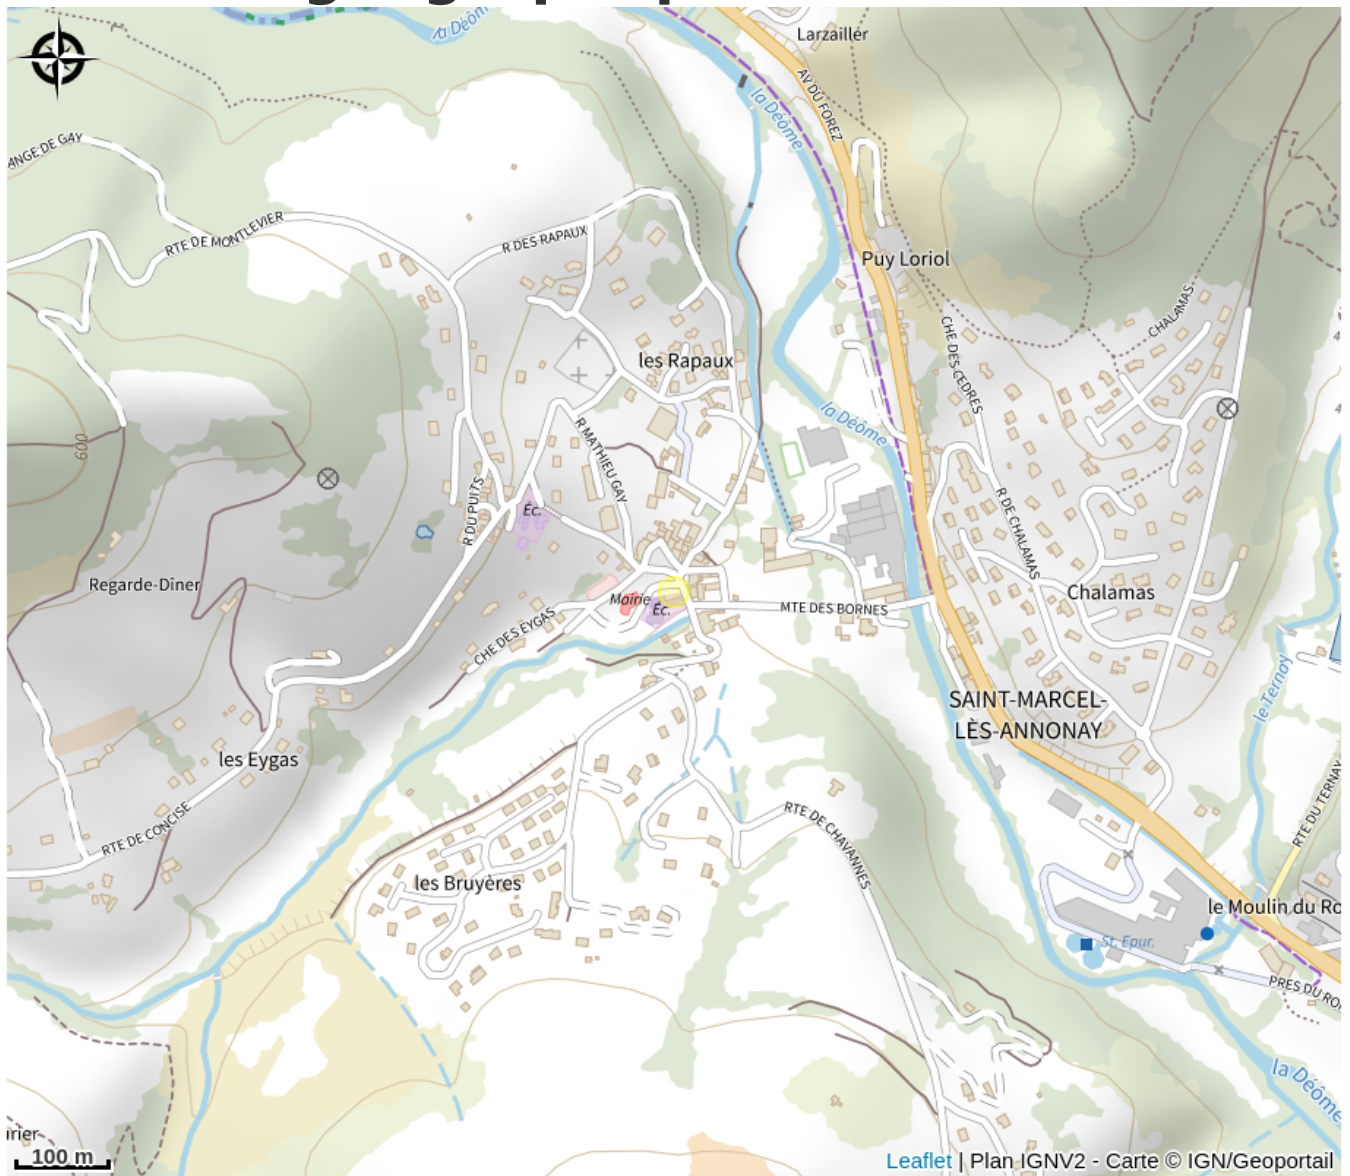 la Déôme
Larzaillér
AV DU FOREZ
la Déôme
ANGE DE GAY
RTE DE MONTLEVIER
R DES RAPAUX
Puy Loriol
CHALAMAS
CHE DES CEDRES
les Rapaux
la Déôme
R MATHIEU GAY
600
R DU PUITS
Éc.
R DE CHALAMAS
Regarde-Dîner
Mairie
Éc.
MTE DES BORNES
Chalamas
CHE DES EYGAS
le Ternay
SAINT-MARCEL-
LÈS-ANNONAY
les Eygas
RTE DE CONCISE
RTE DE CHAVANNES
RTE DU TERNAY
les Bruyères
le Moulin du Ro
St. Epur.
PRES DU RO
la Déôme
rier
100 m
Leaflet | Plan IGNV2 - Carte © IGN/Geoportail